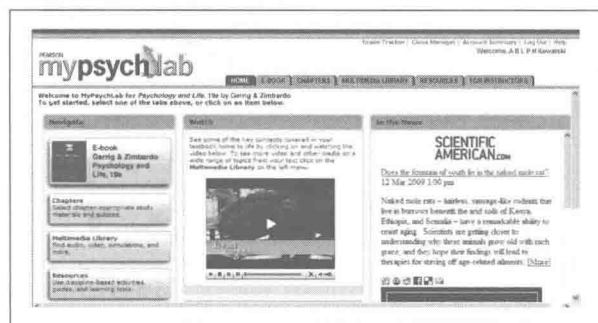 Grade Tracker | Class Manager | Account Summary | Log Out | Help
Welcome, A B L P H Kawatski
PEARSON
mypsychlab
HOME E-BOOK CHAPTERS MULTIMEDIA LIBRARY RESOURCES FOR INSTRUCTORS
Welcome to MyPsychLab for Psychology and Life, 19e by Gerrig & Zimbardo
To get started, select one of the tabs above, or click on an item below.
Navigate
E-book
Gerrig & Zimbardo
Psychology and
Life, 19e
Chapters
Select chapter-appropriate study
materials and quizzes.
Multimedia Library
Find audio, video, simulations, and
more.
Resources
Use discipline-based activities,
guides, and learning tools.
Watch
See some of the key concepts covered in your
textbook come to life by clicking on and watching the
video below. To see more video and other media on a
wide range of topics from your text click on the
Multimedia Library on the left menu.
In the News
SCIENTIFIC
AMERICAN.COM
Does the fountain of youth lie in the naked mole rat?
12 Mar 2009 1:00 pm
Naked mole rats – hairless, sausage-like rodents that
live in burrows beneath the arid soils of Kenya,
Ethiopia, and Somalia – have a remarkable ability to
resist aging. Scientists are getting closer to
understanding why these animals grow old with such
grace, and they hope their findings will lead to
therapies for staving off age-related ailments. [More]